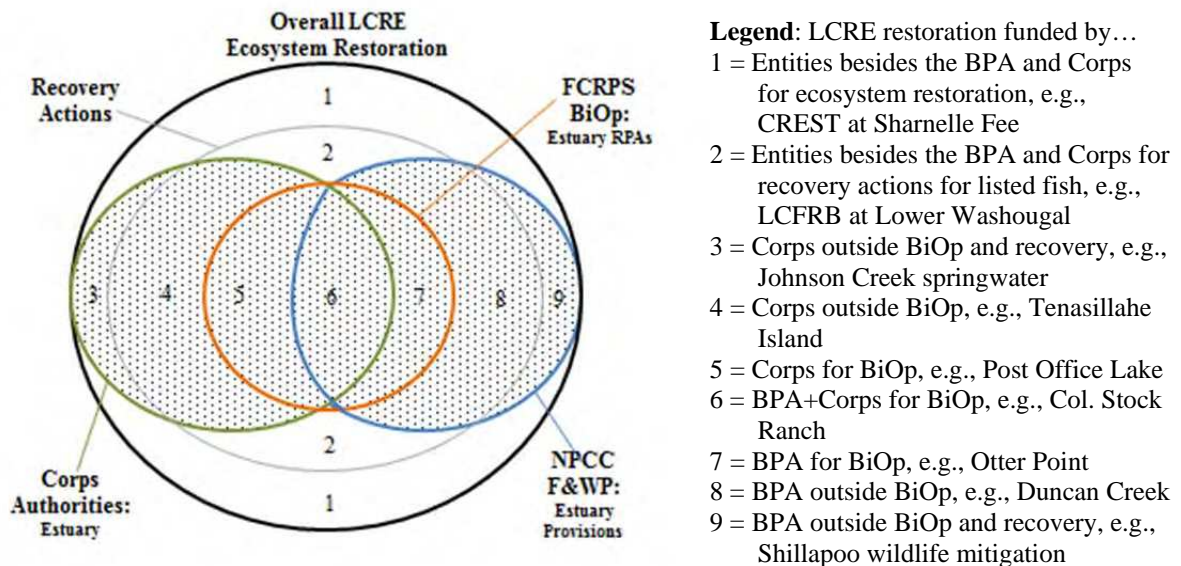 Overall LCRE
Ecosystem Restoration
Recovery
Actions
FCRPS
BiOp:
Estuary RPAs
1
2
3
4
5
6
7
8
9
2
1
Corps
Authorities:
Estuary
NPCC
F&WP:
Estuary
Provisions
Legend: LCRE restoration funded by…
1 = Entities besides the BPA and Corps
for ecosystem restoration, e.g.,
CREST at Sharnelle Fee
2 = Entities besides the BPA and Corps for
recovery actions for listed fish, e.g.,
LCFRB at Lower Washougal
3 = Corps outside BiOp and recovery, e.g.,
Johnson Creek springwater
4 = Corps outside BiOp, e.g., Tenasillahe
Island
5 = Corps for BiOp, e.g., Post Office Lake
6 = BPA+Corps for BiOp, e.g., Col. Stock
Ranch
7 = BPA for BiOp, e.g., Otter Point
8 = BPA outside BiOp, e.g., Duncan Creek
9 = BPA outside BiOp and recovery, e.g.,
Shillapoo wildlife mitigation